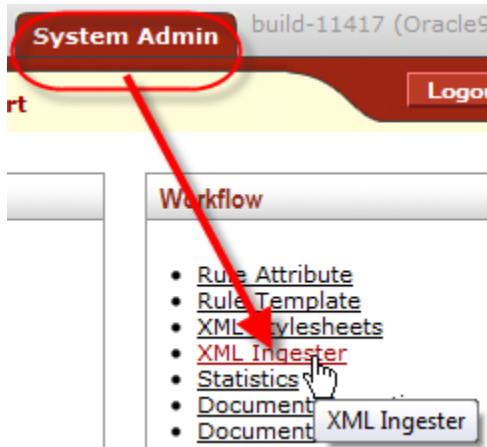 System Admin
build-11417 (Oracle9
rt
Workflow
Rule Attribute
Rule Template
XML Stylesheets
XML Ingester
Statistics
Document
XML Ingester
Document